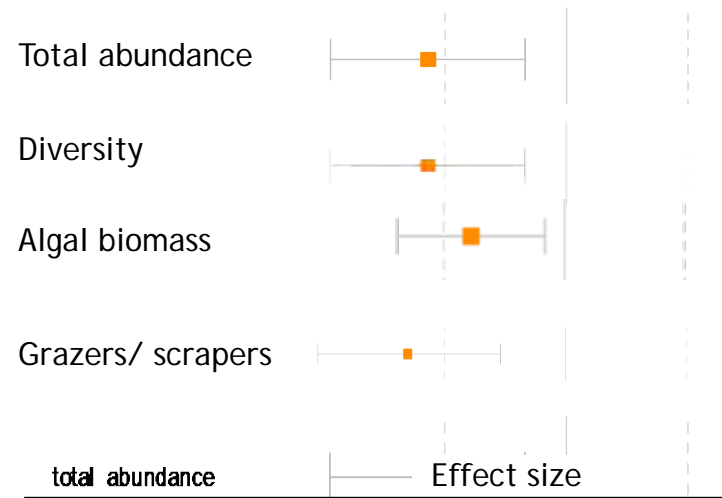 Total abundance
Diversity
Algal biomass
Grazers/ scrapers
total abundance
Effect size